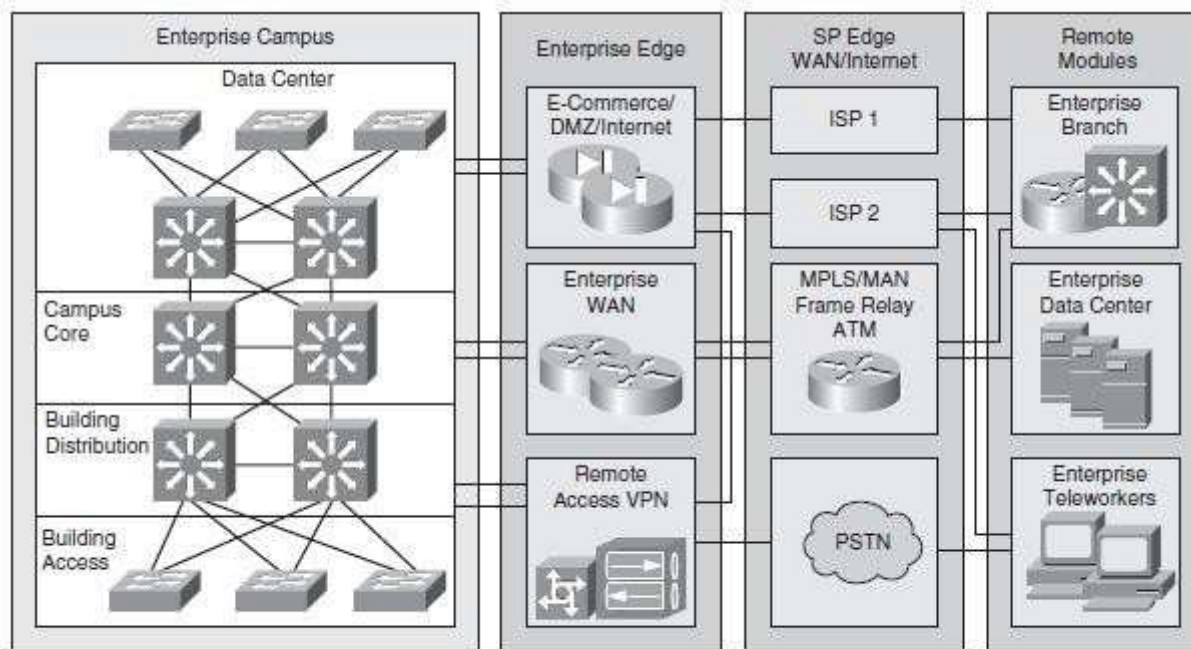 Enterprise Campus
Data Center
Campus
Core
Building
Distribution
Building
Access
Enterprise Edge
E-Commerce/
DMZ/Internet
Enterprise
WAN
Remote
Access VPN
SP Edge
WAN/Internet
ISP 1
ISP 2
MPLS/MAN
Frame Relay
ATM
PSTN
Remote
Modules
Enterprise
Branch
Enterprise
Data Center
Enterprise
Teleworkers